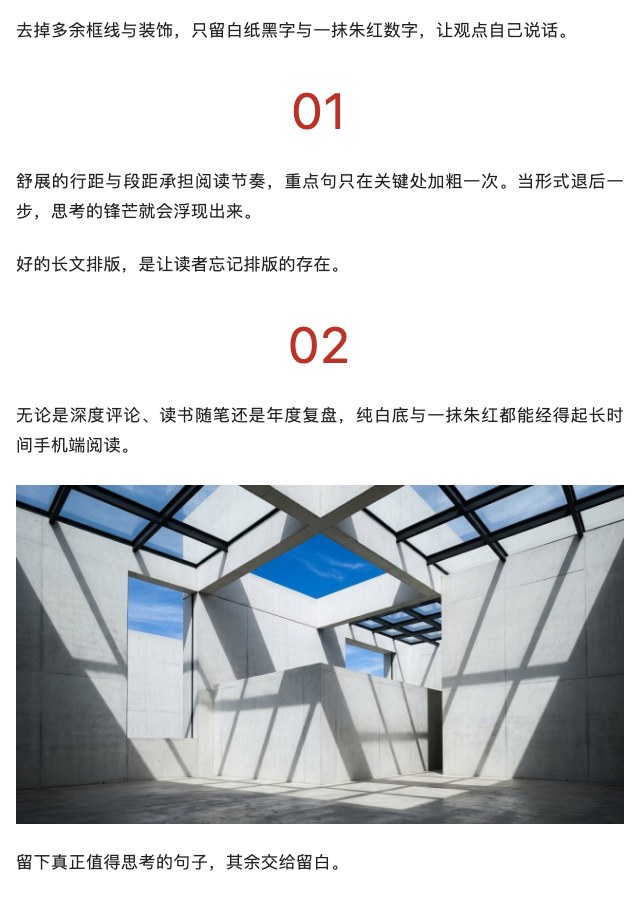 去掉多余框线与装饰，只留白纸黑字与一抹朱红数字，让观点自己说话。
01
舒展的行距与段距承担阅读节奏，重点句只在关键处加粗一次。当形式退后一
步，思考的锋芒就会浮现出来。
好的长文排版，是让读者忘记排版的存在。
02
无论是深度评论、读书随笔还是年度复盘，纯白底与一抹朱红都能经得起长时
间手机端阅读。
留下真正值得思考的句子，其余交给留白。